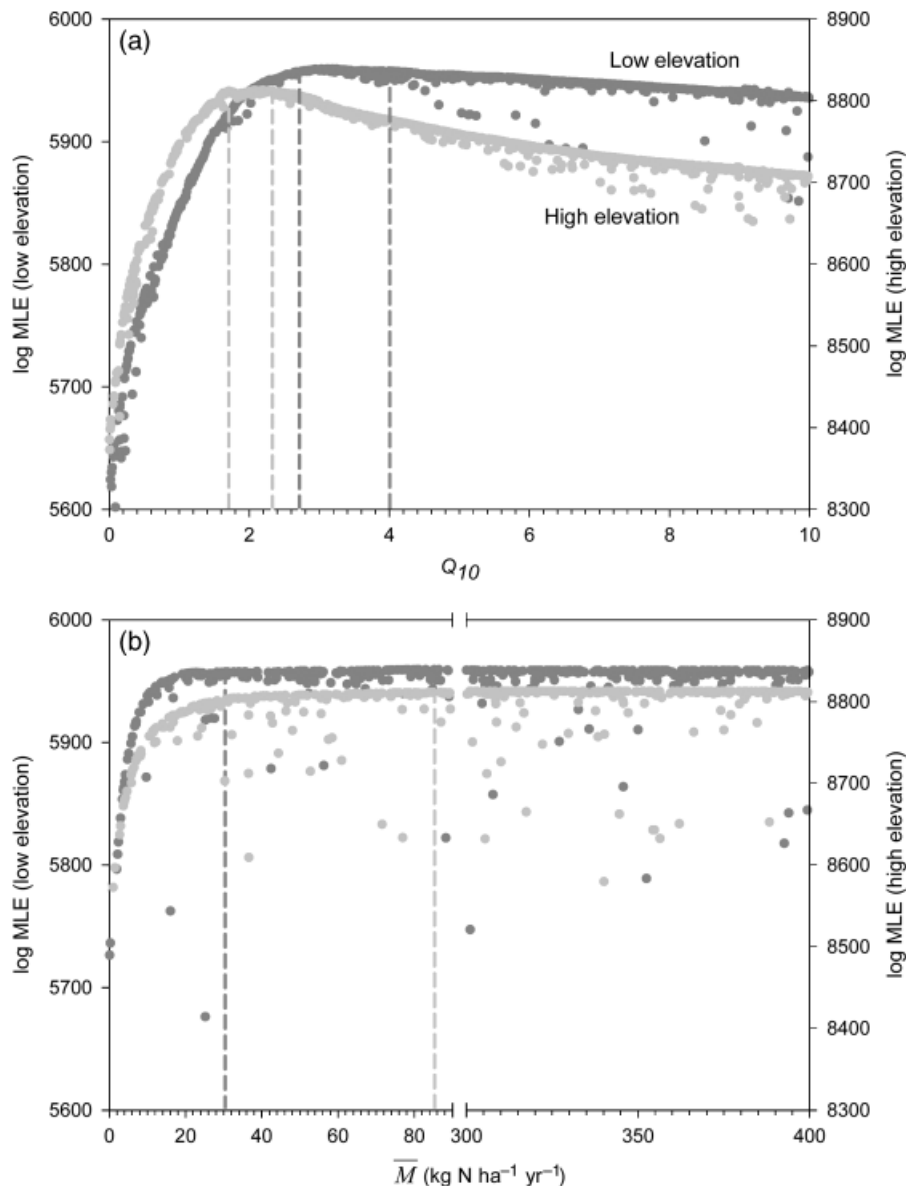 (a)
Low elevation
High elevation
log MLE (low elevation)
log MLE (high elevation)
6000
5900
5800
5700
5600
8900
8800
8700
8600
8500
8400
8300
0 2 4 6 8 10
Q10
(b)
log MLE (low elevation)
log MLE (high elevation)
6000
5900
5800
5700
5600
8900
8800
8700
8600
8500
8400
8300
0 20 40 60 80 300 350 400
M̅ (kg N ha⁻¹ yr⁻¹)